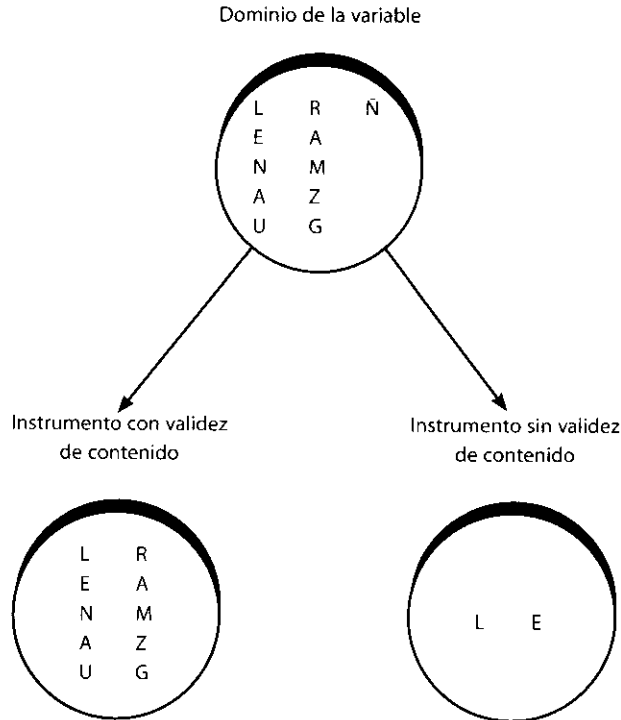 Dominio de la variable
L R Ñ
E A
N M
A Z
U G
Instrumento con validez
de contenido
L R
E A
N M
A Z
U G
Instrumento sin validez
de contenido
L E